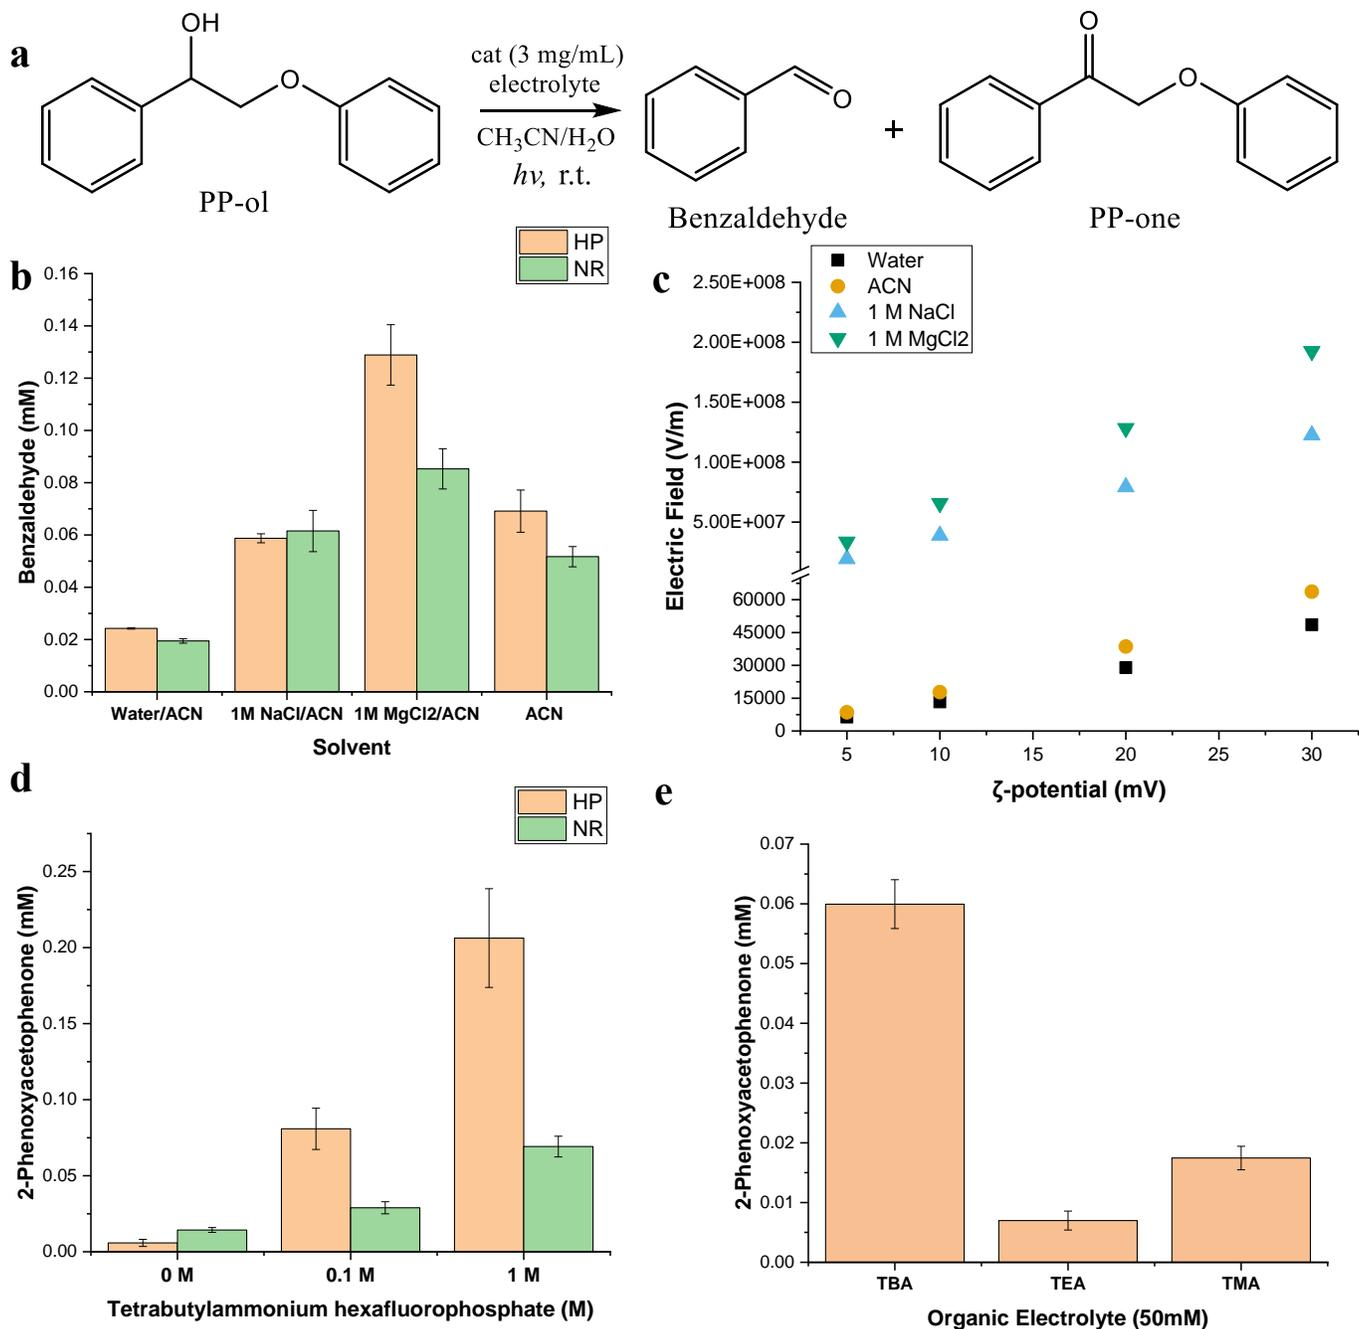 a
OH
O
cat (3 mg/mL)
electrolyte
CH₃CN/H₂O
hν, r.t.
O
+
O
O
PP-ol
Benzaldehyde
PP-one
b
HP
NR
0.16
0.14
0.12
0.10
0.08
0.06
0.04
0.02
0.00
Benzaldehyde (mM)
Water/ACN
1M NaCl/ACN
1M MgCl2/ACN
ACN
Solvent
c
Water
ACN
1 M NaCl
1 M MgCl2
2.50E+008
2.00E+008
1.50E+008
1.00E+008
5.00E+007
60000
45000
30000
15000
0
Electric Field (V/m)
5
10
15
20
25
30
ζ-potential (mV)
d
HP
NR
0.25
0.20
0.15
0.10
0.05
0.00
2-Phenoxyacetophenone (mM)
0 M
0.1 M
1 M
Tetrabutylammonium hexafluorophosphate (M)
e
0.07
0.06
0.05
0.04
0.03
0.02
0.01
0.00
2-Phenoxyacetophenone (mM)
TBA
TEA
TMA
Organic Electrolyte (50mM)